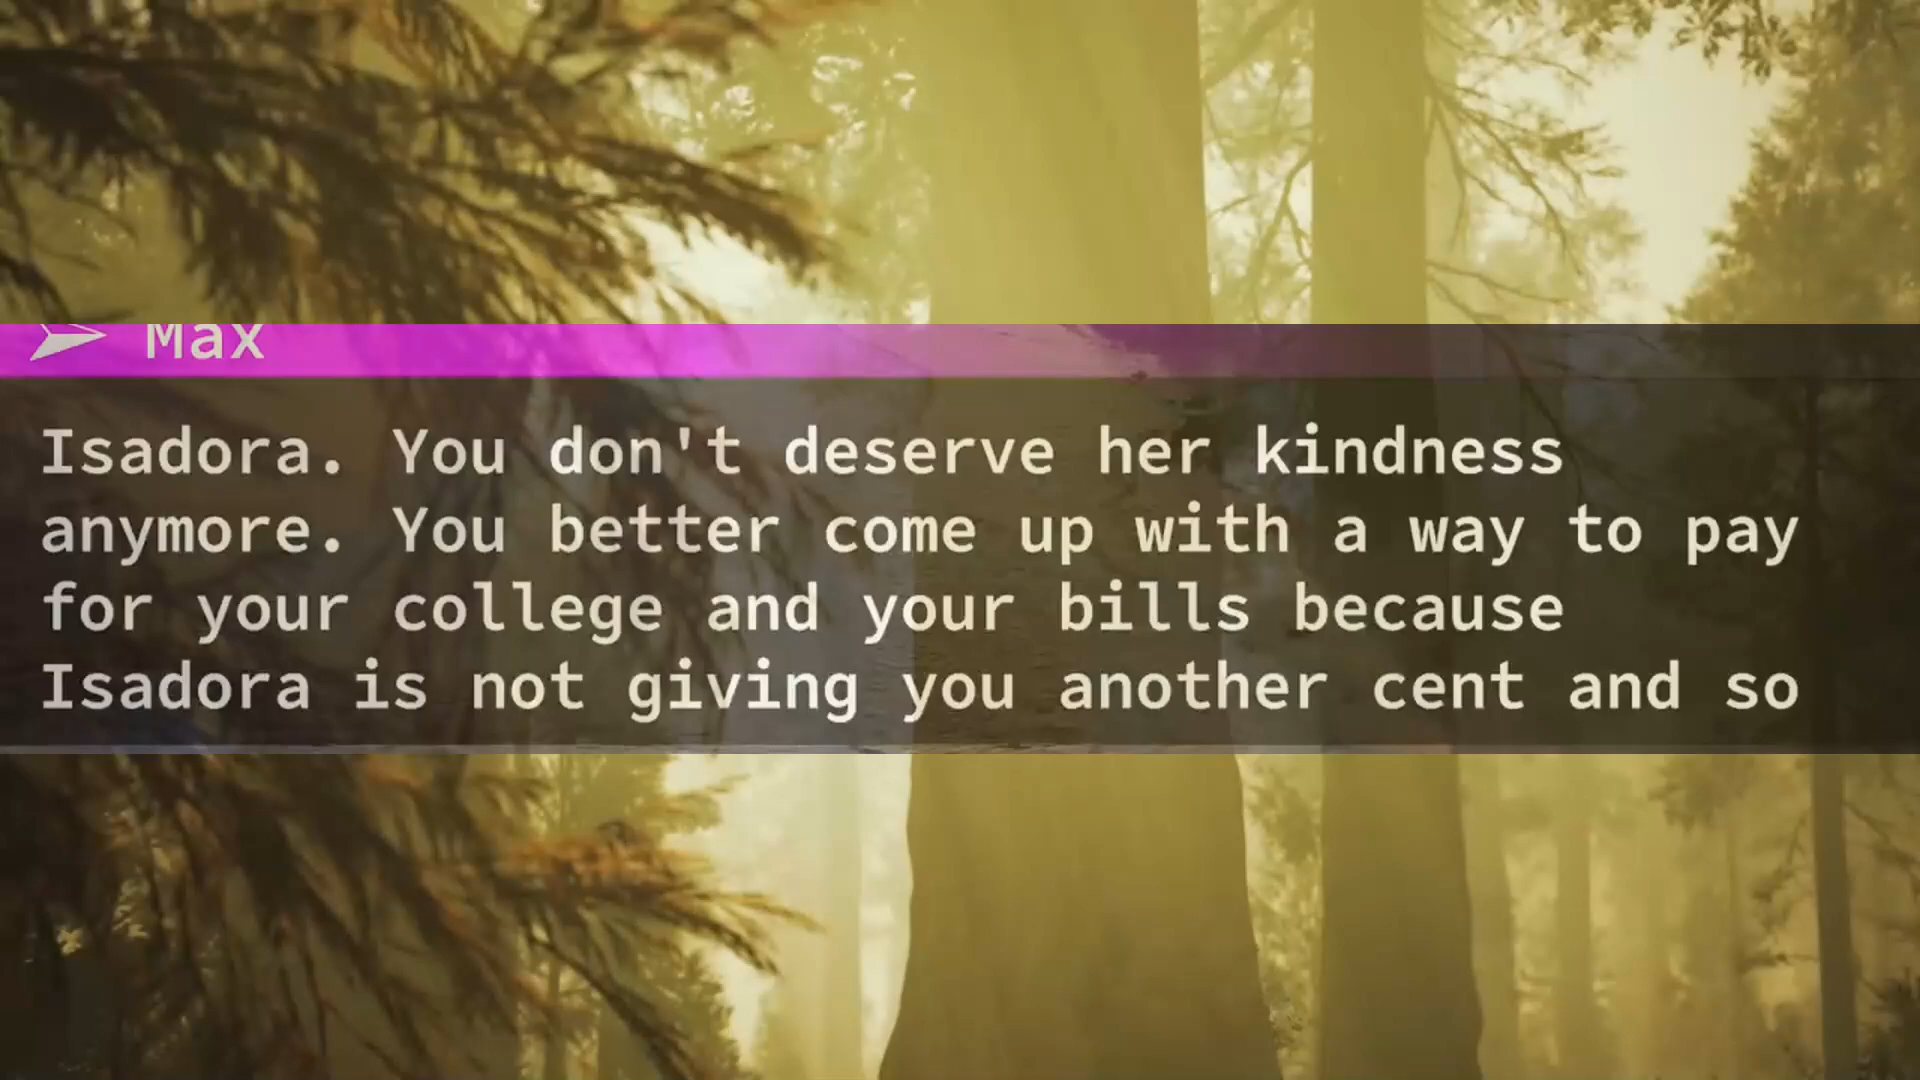 Max
Isadora. You don't deserve her kindness
anymore. You better come up with a way to pay
for your college and your bills because
Isadora is not giving you another cent and so